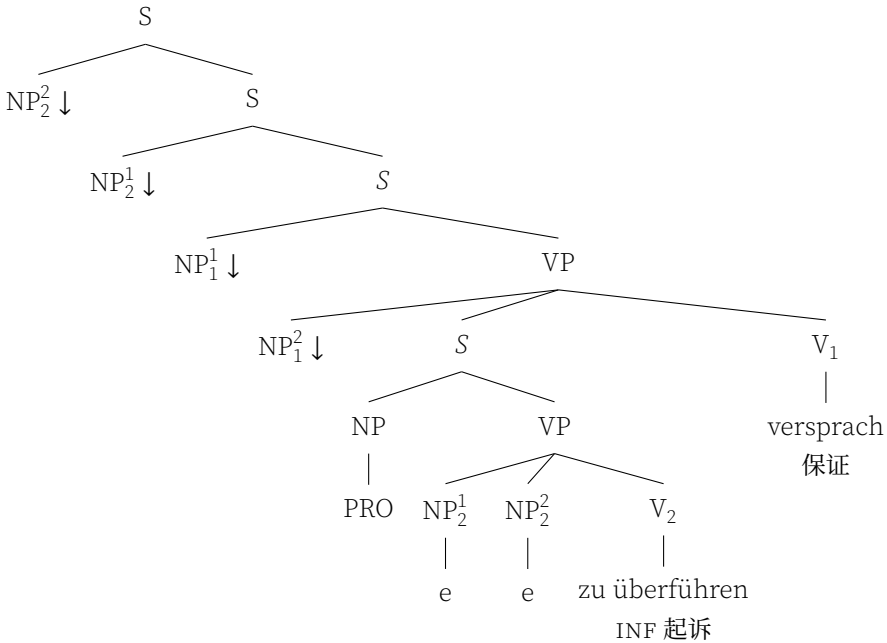 S
NP²₂↓ S
NP¹₂↓ S
NP¹₁↓ VP
NP²₁↓ S V₁
NP VP versprach
保证
PRO NP¹₂ NP²₂ V₂
e e zu überführen
INF 起诉